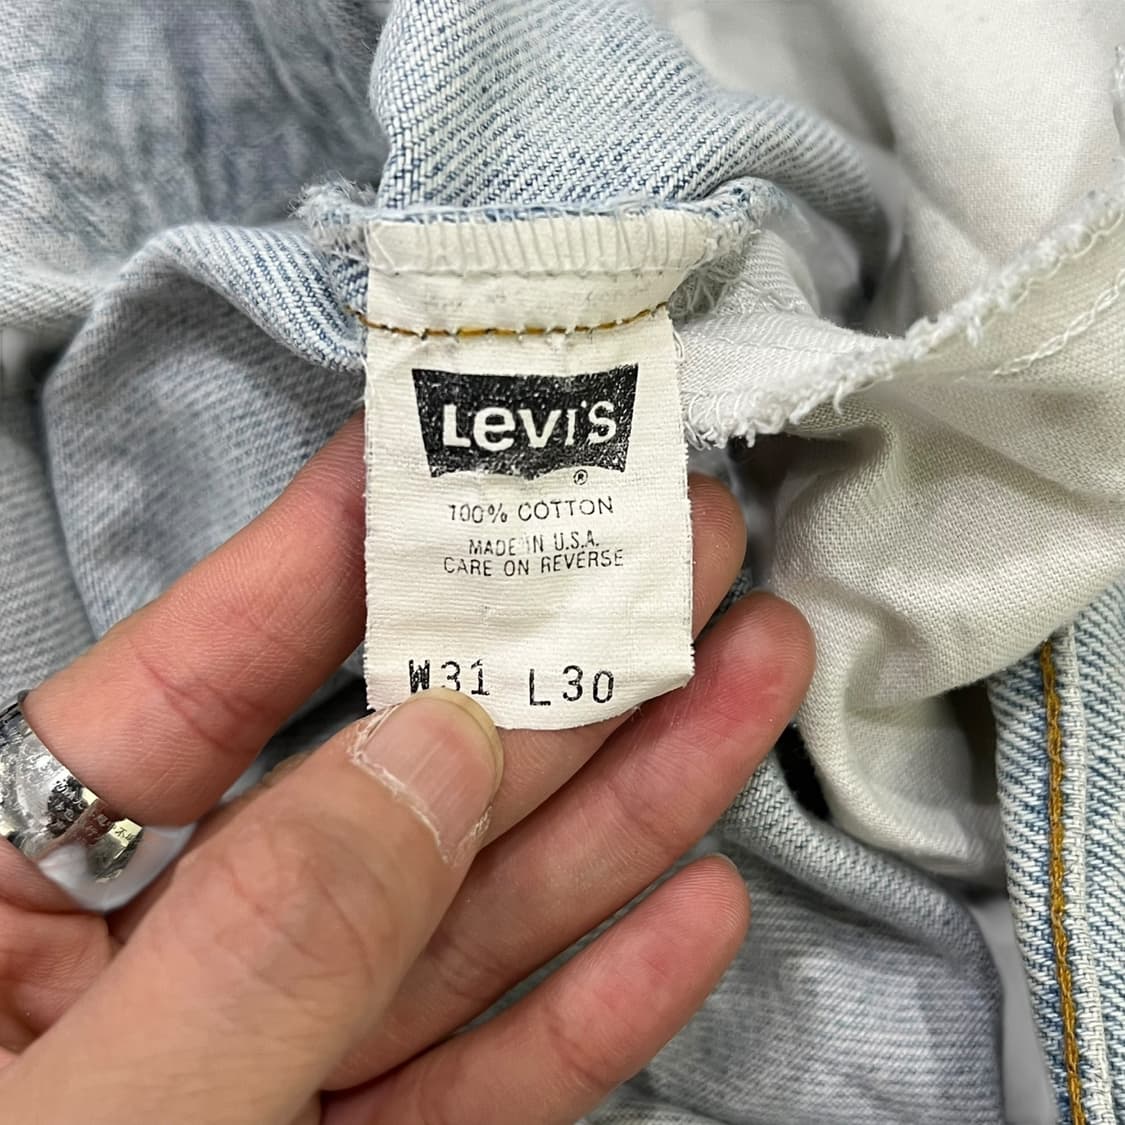 Levi's
®
100% COTTON
MADE IN U.S.A.
CARE ON REVERSE
W31 L30